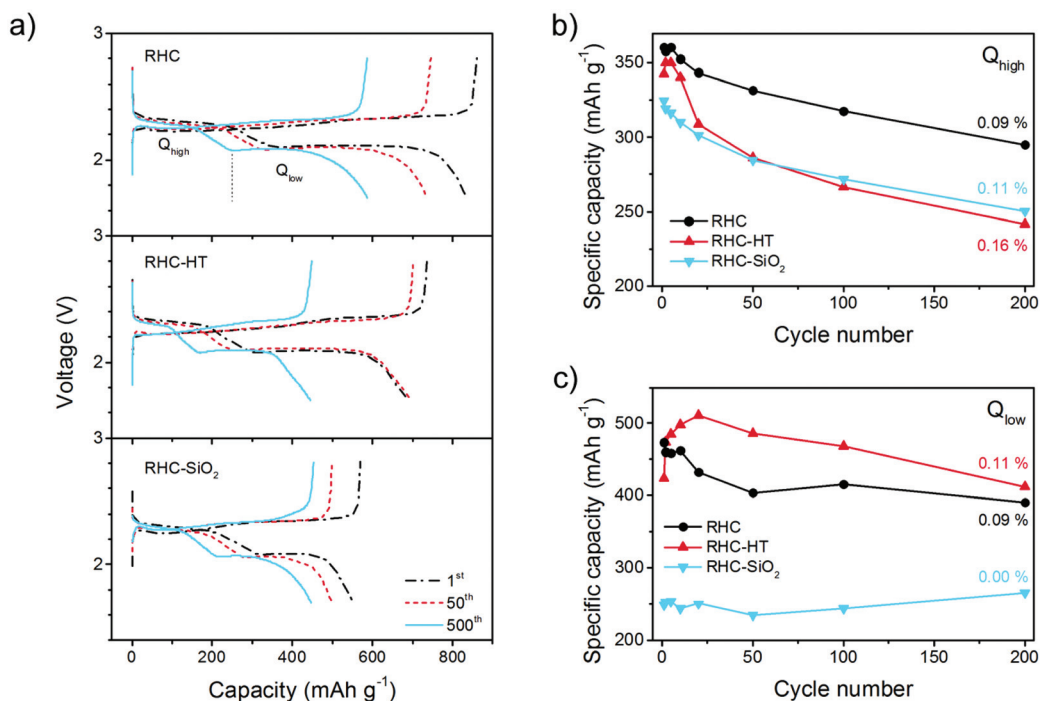 a)
RHC
Q_high
Q_low
RHC-HT
RHC-SiO₂
1ˢᵗ
50ᵗʰ
500ᵗʰ
3
2
3
2
3
2
1
0 200 400 600 800
Voltage (V)
Capacity (mAh g⁻¹)
b)
Q_high
350
300
250
200
0.09 %
0.11 %
0.16 %
RHC
RHC-HT
RHC-SiO₂
0 50 100 150 200
Specific capacity (mAh g⁻¹)
Cycle number
c)
Q_low
500
400
300
200
0.11 %
0.09 %
0.00 %
RHC
RHC-HT
RHC-SiO₂
0 50 100 150 200
Specific capacity (mAh g⁻¹)
Cycle number